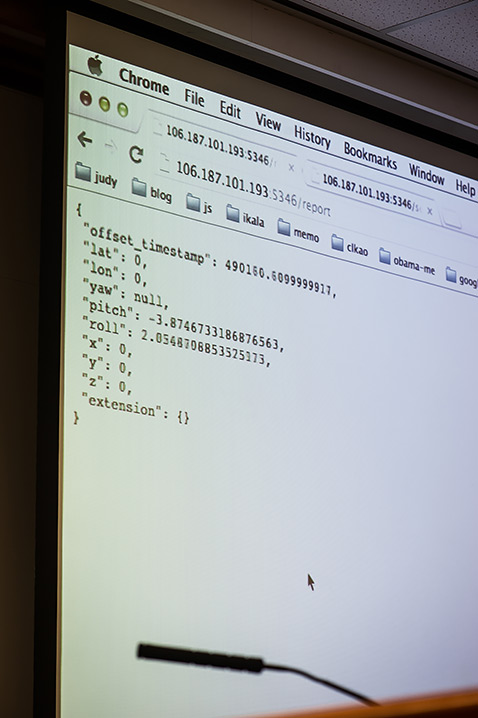 Chrome File Edit View History Bookmarks Window Help
106.187.101.193:5346/ × 106.187.101.193:5346/s ×
106.187.101.193:5346/report
judy blog js ikala memo clkao obama-me goog
{
"offset_timestamp": 490160.6099999917,
"lat": 0,
"lon": 0,
"yaw": null,
"pitch": -3.8746733186876563,
"roll": 2.0546706853525173,
"x": 0,
"y": 0,
"z": 0,
"extension": {}
}